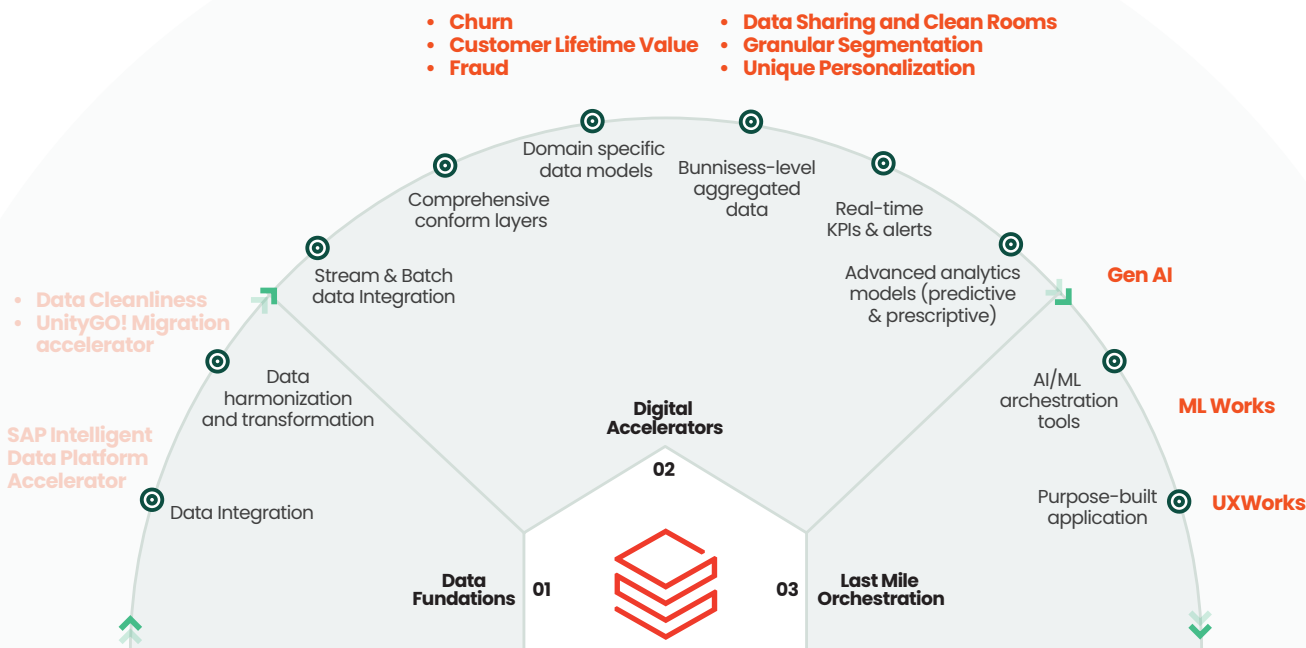 • Churn
• Customer Lifetime Value
• Fraud
• Data Sharing and Clean Rooms
• Granular Segmentation
• Unique Personalization
Domain specific
data models
Bunnisess-level
aggregated
data
Comprehensive
conform layers
Real-time
KPIs & alerts
Stream & Batch
data Integration
Advanced analytics
models (predictive
& prescriptive)
Gen AI
• Data Cleanliness
• UnityGO! Migration
accelerator
Data
harmonization
and transformation
AI/ML
archestration
tools
ML Works
Digital
Accelerators
02
SAP Intelligent
Data Platform
Accelerator
Data Integration
Purpose-built
application
UXWorks
Data
Fundations
01
03
Last Mile
Orchestration